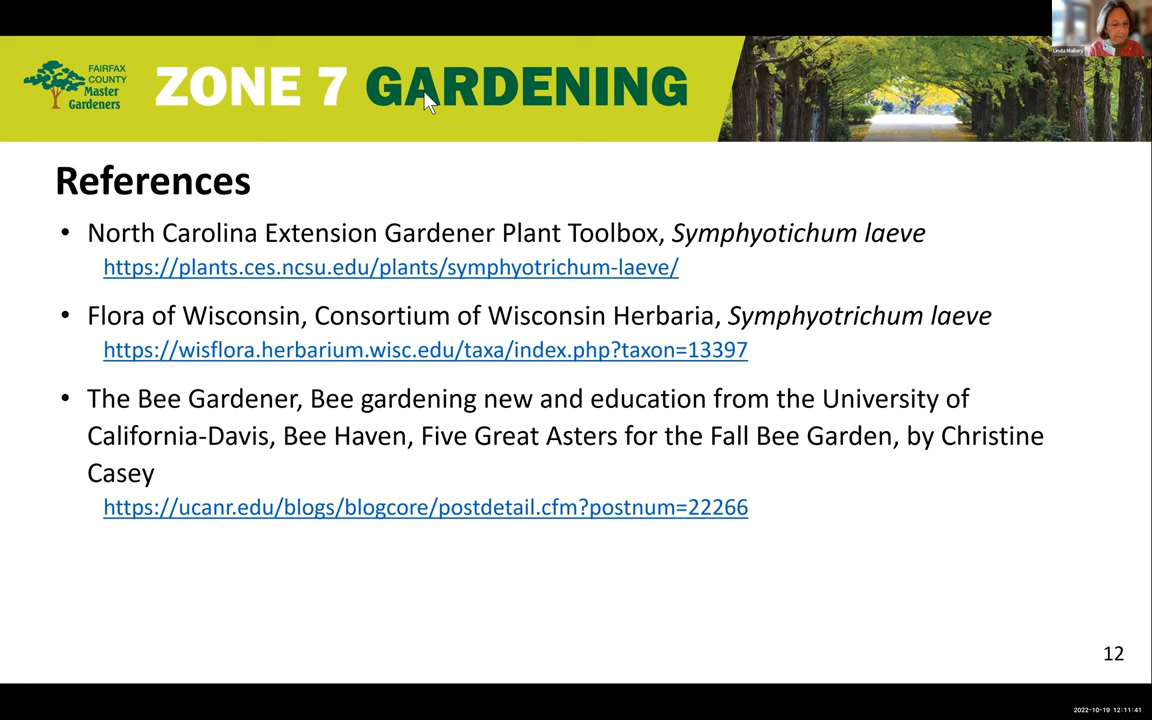 Linda Mallery
FAIRFAX
COUNTY
Master
Gardeners
ZONE 7 GARDENING
References
• North Carolina Extension Gardener Plant Toolbox, Symphyotichum laeve
https://plants.ces.ncsu.edu/plants/symphyotrichum-laeve/
• Flora of Wisconsin, Consortium of Wisconsin Herbaria, Symphyotrichum laeve
https://wisflora.herbarium.wisc.edu/taxa/index.php?taxon=13397
• The Bee Gardener, Bee gardening new and education from the University of
California-Davis, Bee Haven, Five Great Asters for the Fall Bee Garden, by Christine
Casey
https://ucanr.edu/blogs/blogcore/postdetail.cfm?postnum=22266
12
2022-10-19 12:11:41